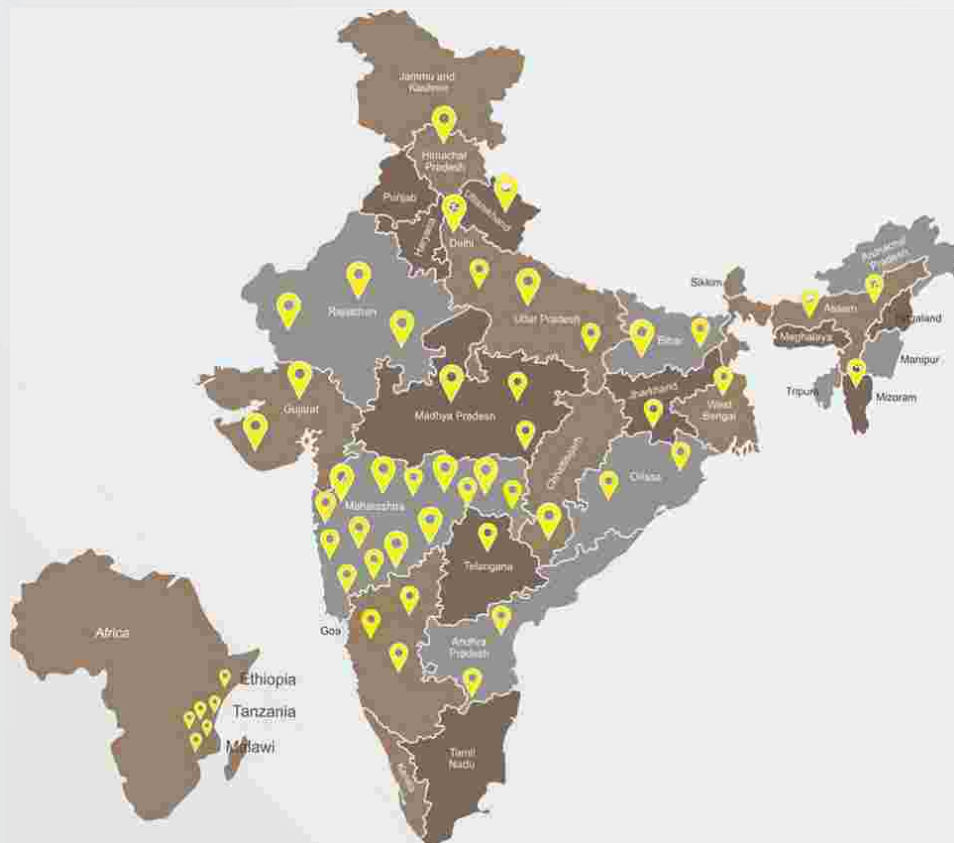 Jammu and
Kashmir
Himachal
Pradesh
Punjab
Uttarakhand
Haryana
Delhi
Arunachal
Pradesh
Sikkim
Rajasthan
Uttar Pradesh
Bihar
Assam
Nagaland
Meghalaya
Manipur
Tripura
Mizoram
Jharkhand
West
Bengal
Gujarat
Madhya Pradesh
Chhattisgarh
Orissa
Maharashtra
Telangana
Goa
Andhra
Pradesh
Africa
Ethiopia
Tanzania
Malawi
Tamil
Nadu
Kerala